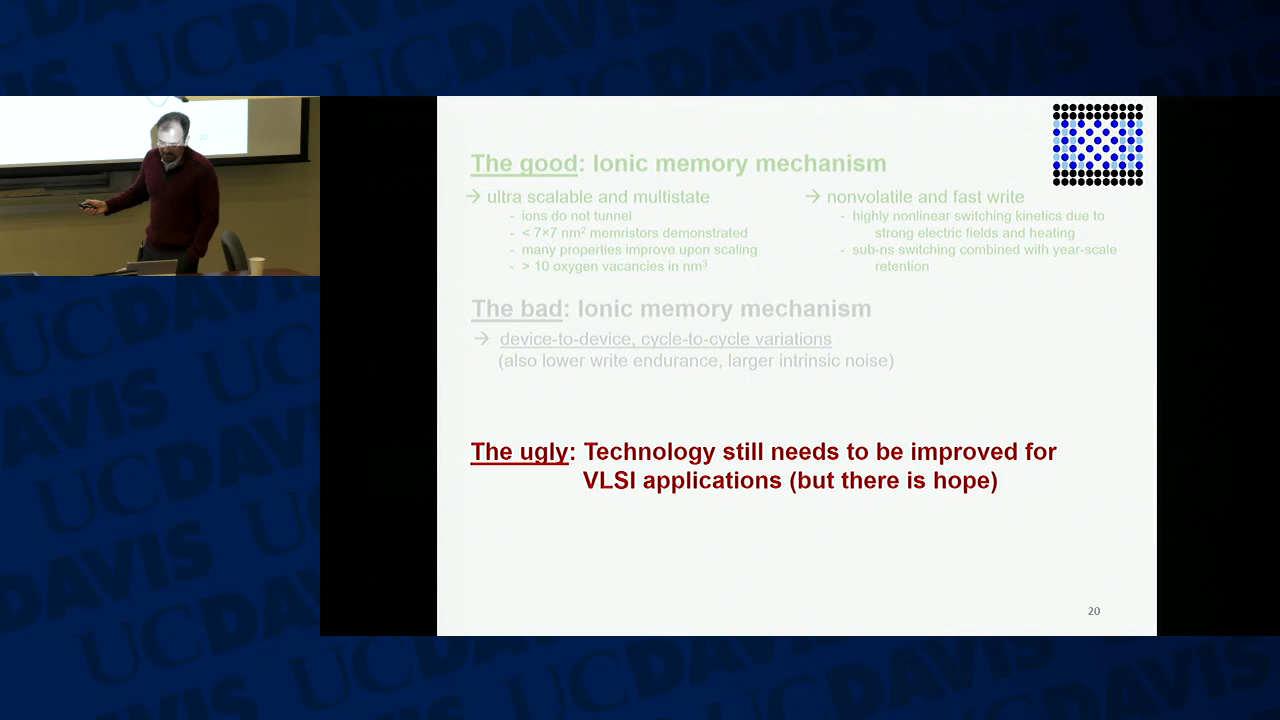 The good: Ionic memory mechanism
→ ultra scalable and multistate
- ions do not tunnel
- < 7×7 nm² memristors demonstrated
- many properties improve upon scaling
- > 10 oxygen vacancies in nm³
→ nonvolatile and fast write
- highly nonlinear switching kinetics due to
strong electric fields and heating
- sub-ns switching combined with year-scale
retention
The bad: Ionic memory mechanism
→ device-to-device, cycle-to-cycle variations
(also lower write endurance, larger intrinsic noise)
The ugly: Technology still needs to be improved for
VLSI applications (but there is hope)
20
20
UC DAVIS